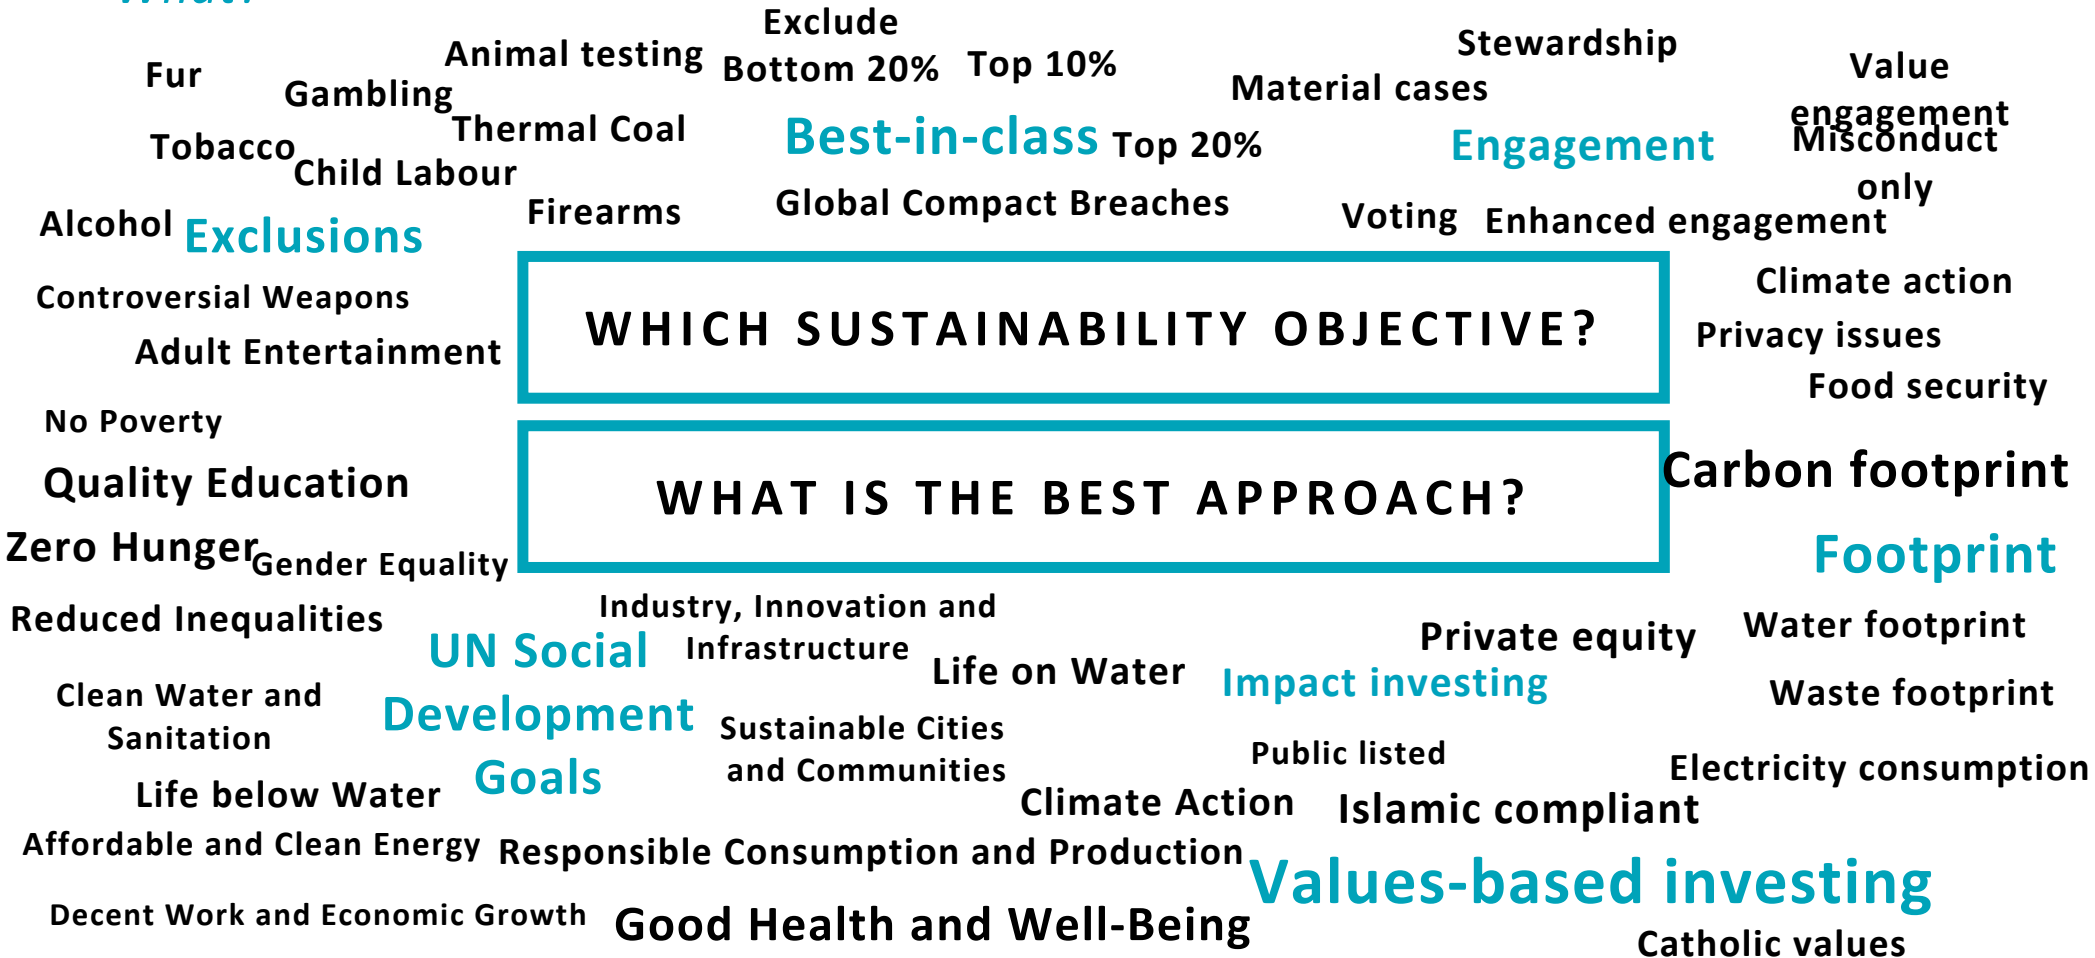 What?
Exclude
Bottom 20%
Top 10%
Animal testing
Fur
Gambling
Thermal Coal
Tobacco
Child Labour
Firearms
Alcohol
Exclusions
Controversial Weapons
Adult Entertainment
Best-in-class
Top 20%
Global Compact Breaches
Stewardship
Material cases
Value
engagement
Engagement
Misconduct
only
Voting
Enhanced engagement
Climate action
Privacy issues
Food security
WHICH SUSTAINABILITY OBJECTIVE?
WHAT IS THE BEST APPROACH?
No Poverty
Quality Education
Zero Hunger
Gender Equality
Reduced Inequalities
UN Social
Development
Goals
Industry, Innovation and
Infrastructure
Life on Water
Clean Water and
Sanitation
Sustainable Cities
and Communities
Life below Water
Climate Action
Affordable and Clean Energy
Responsible Consumption and Production
Decent Work and Economic Growth
Good Health and Well-Being
Carbon footprint
Footprint
Water footprint
Waste footprint
Electricity consumption
Private equity
Impact investing
Public listed
Islamic compliant
Values-based investing
Catholic values